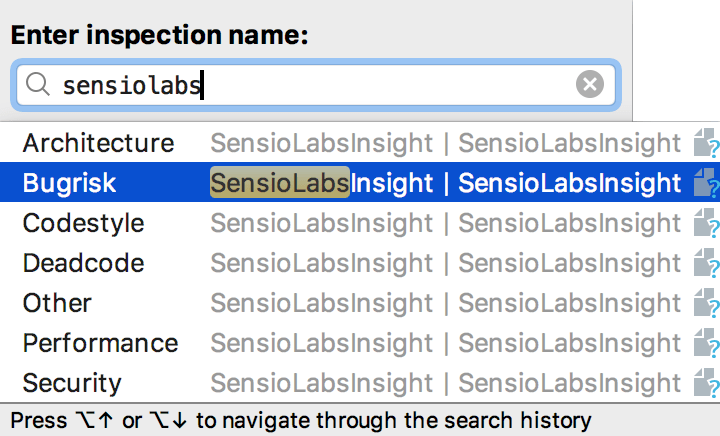 Enter inspection name:
sensiolabs
Architecture SensioLabsInsight | SensioLabsInsight
Bugrisk SensioLabsInsight | SensioLabsInsight
Codestyle SensioLabsInsight | SensioLabsInsight
Deadcode SensioLabsInsight | SensioLabsInsight
Other SensioLabsInsight | SensioLabsInsight
Performance SensioLabsInsight | SensioLabsInsight
Security SensioLabsInsight | SensioLabsInsight
Press ⌥↑ or ⌥↓ to navigate through the search history